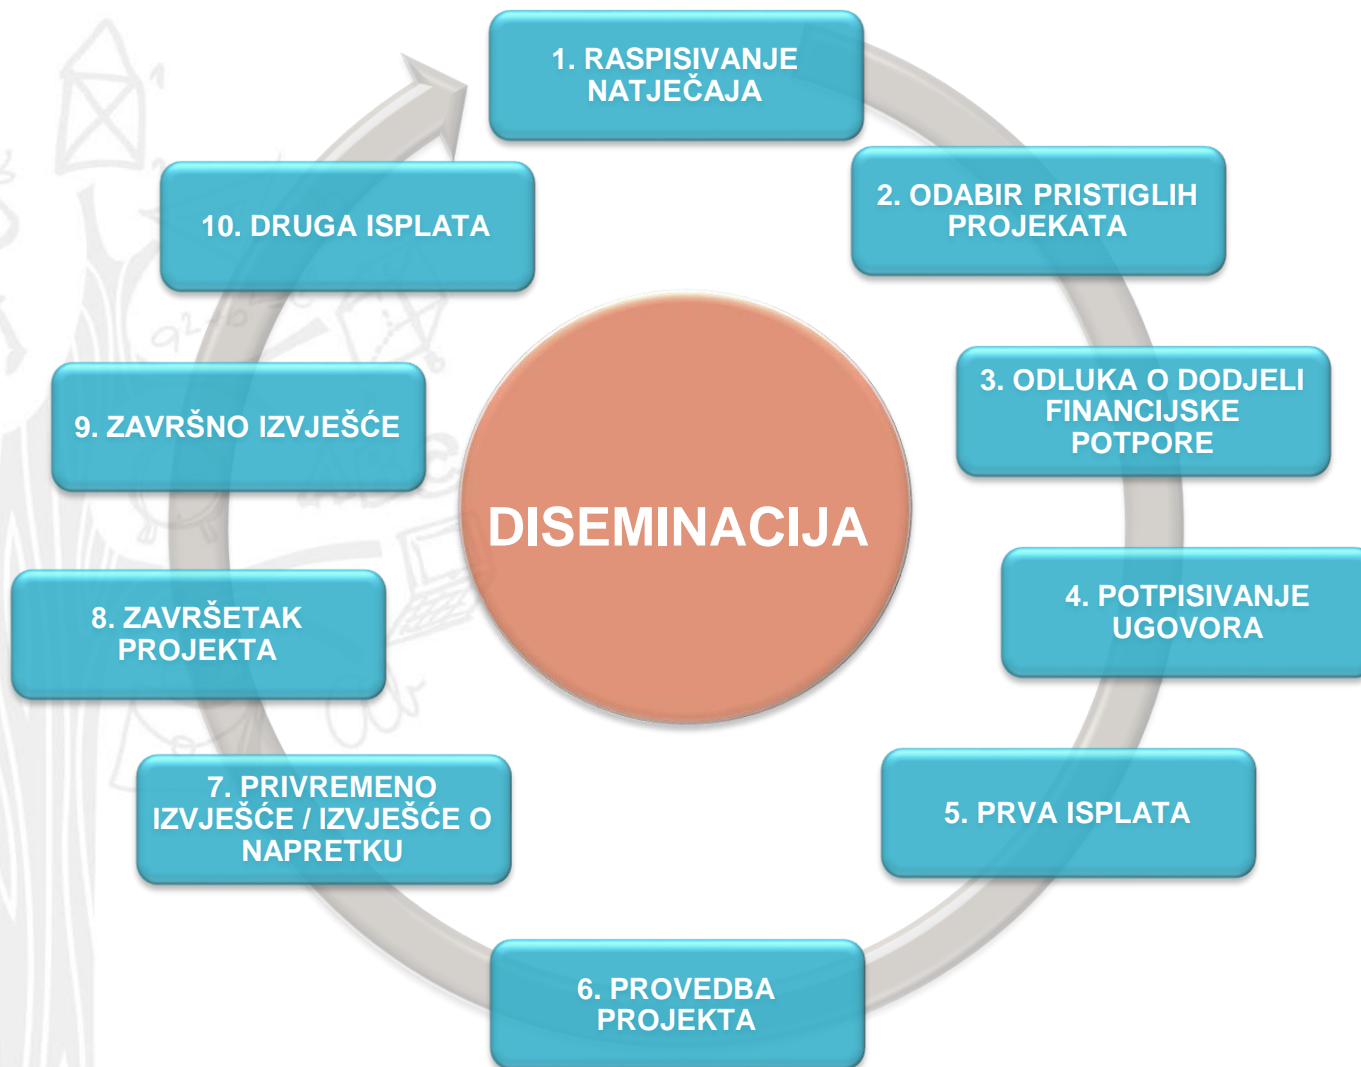 1. RASPISIVANJE
NATJEČAJA
2. ODABIR PRISTIGLIH
PROJEKATA
3. ODLUKA O DODJELI
FINANCIJSKE
POTPORE
4. POTPISIVANJE
UGOVORA
5. PRVA ISPLATA
6. PROVEDBA
PROJEKTA
7. PRIVREMENO
IZVJEŠĆE / IZVJEŠĆE O
NAPRETKU
8. ZAVRŠETAK
PROJEKTA
9. ZAVRŠNO IZVJEŠĆE
10. DRUGA ISPLATA
DISEMINACIJA